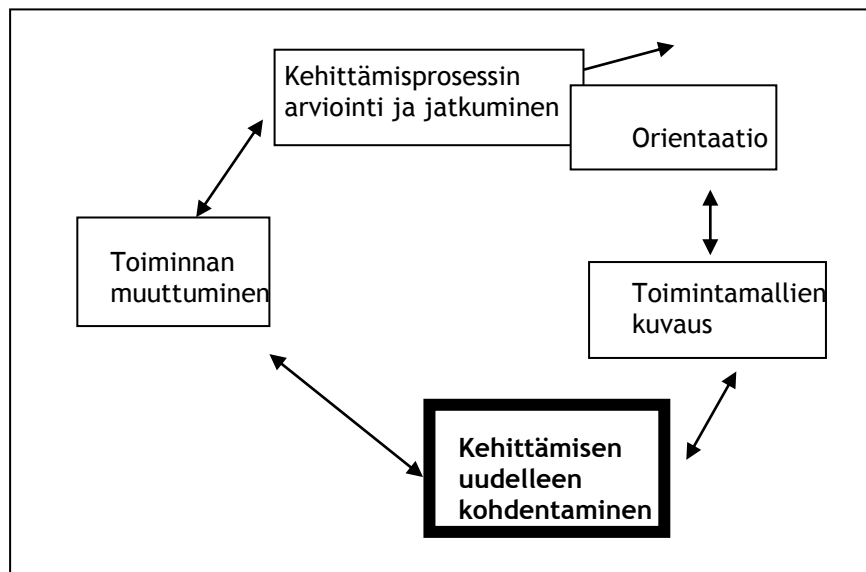 Kehittämisprosessin
arviointi ja jatkuminen
Orientaatio
Toiminnan
muuttuminen
Toimintamallien
kuvaus
Kehittämisen
uudelleen
kohdentaminen